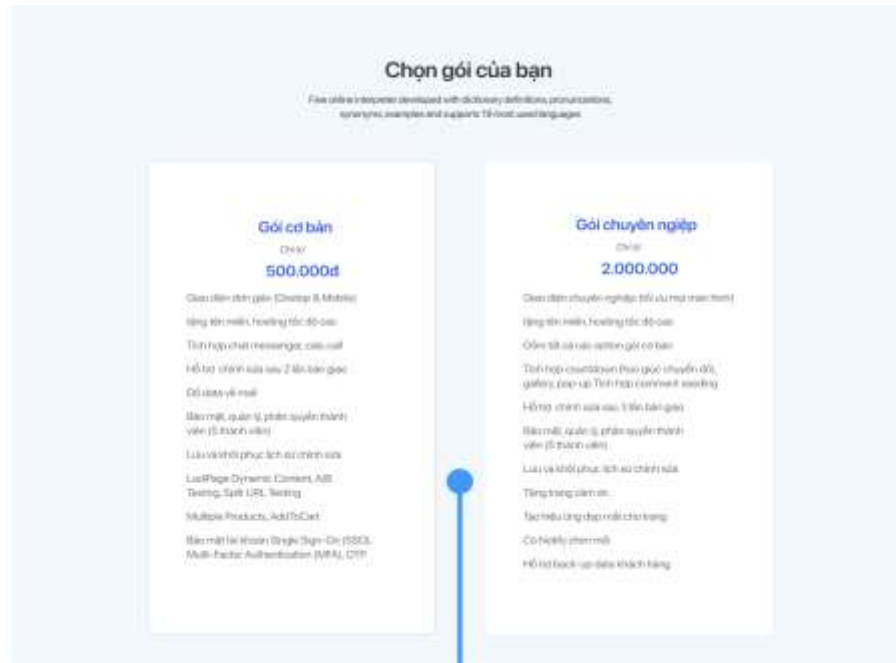 Chọn gói của bạn
Free online interpreter developed with dictionary definitions, pronunciations,
synonyms, examples and supports 19 most used languages
Gói cơ bản
Chỉ từ
500.000đ
Giao diện đơn giản (Desktop & Mobile)
tặng tên miền, hosting tốc độ cao
Tích hợp chat messenger, zalo, call
Hỗ trợ chỉnh sửa sau 2 lần bàn giao
Đổ data về mail
Bảo mật, quản lý, phân quyền thành
viên (5 thành viên)
Lưu và khôi phục lịch sử chỉnh sửa
Dynamic Content, A/B
Testing, Split URL Testing
Multiple Products, AddToCart
Bảo mật tài khoản Single Sign-On (SSO),
Multi-Factor Authentication (MFA), OTP
Gói chuyên ngiệp
Chỉ từ
2.000.000
Giao diện chuyên nghiệp (tối ưu mọi màn hình)
tặng tên miền, hosting tốc độ cao
Gồm tất cả các option gói cơ bản
Tích hợp countdown thúc giục chuyển đổi,
gallery, pop-up Tích hợp comment seeding
Hỗ trợ chỉnh sửa sau 3 lần bàn giao
Bảo mật, quản lý, phân quyền thành
viên (5 thành viên)
Lưu và khôi phục lịch sử chỉnh sửa
Tặng trang cảm ơn
Tạo hiệu ứng đẹp mắt cho trang
Có Notify chim mồi
Hỗ trợ back-up data khách hàng